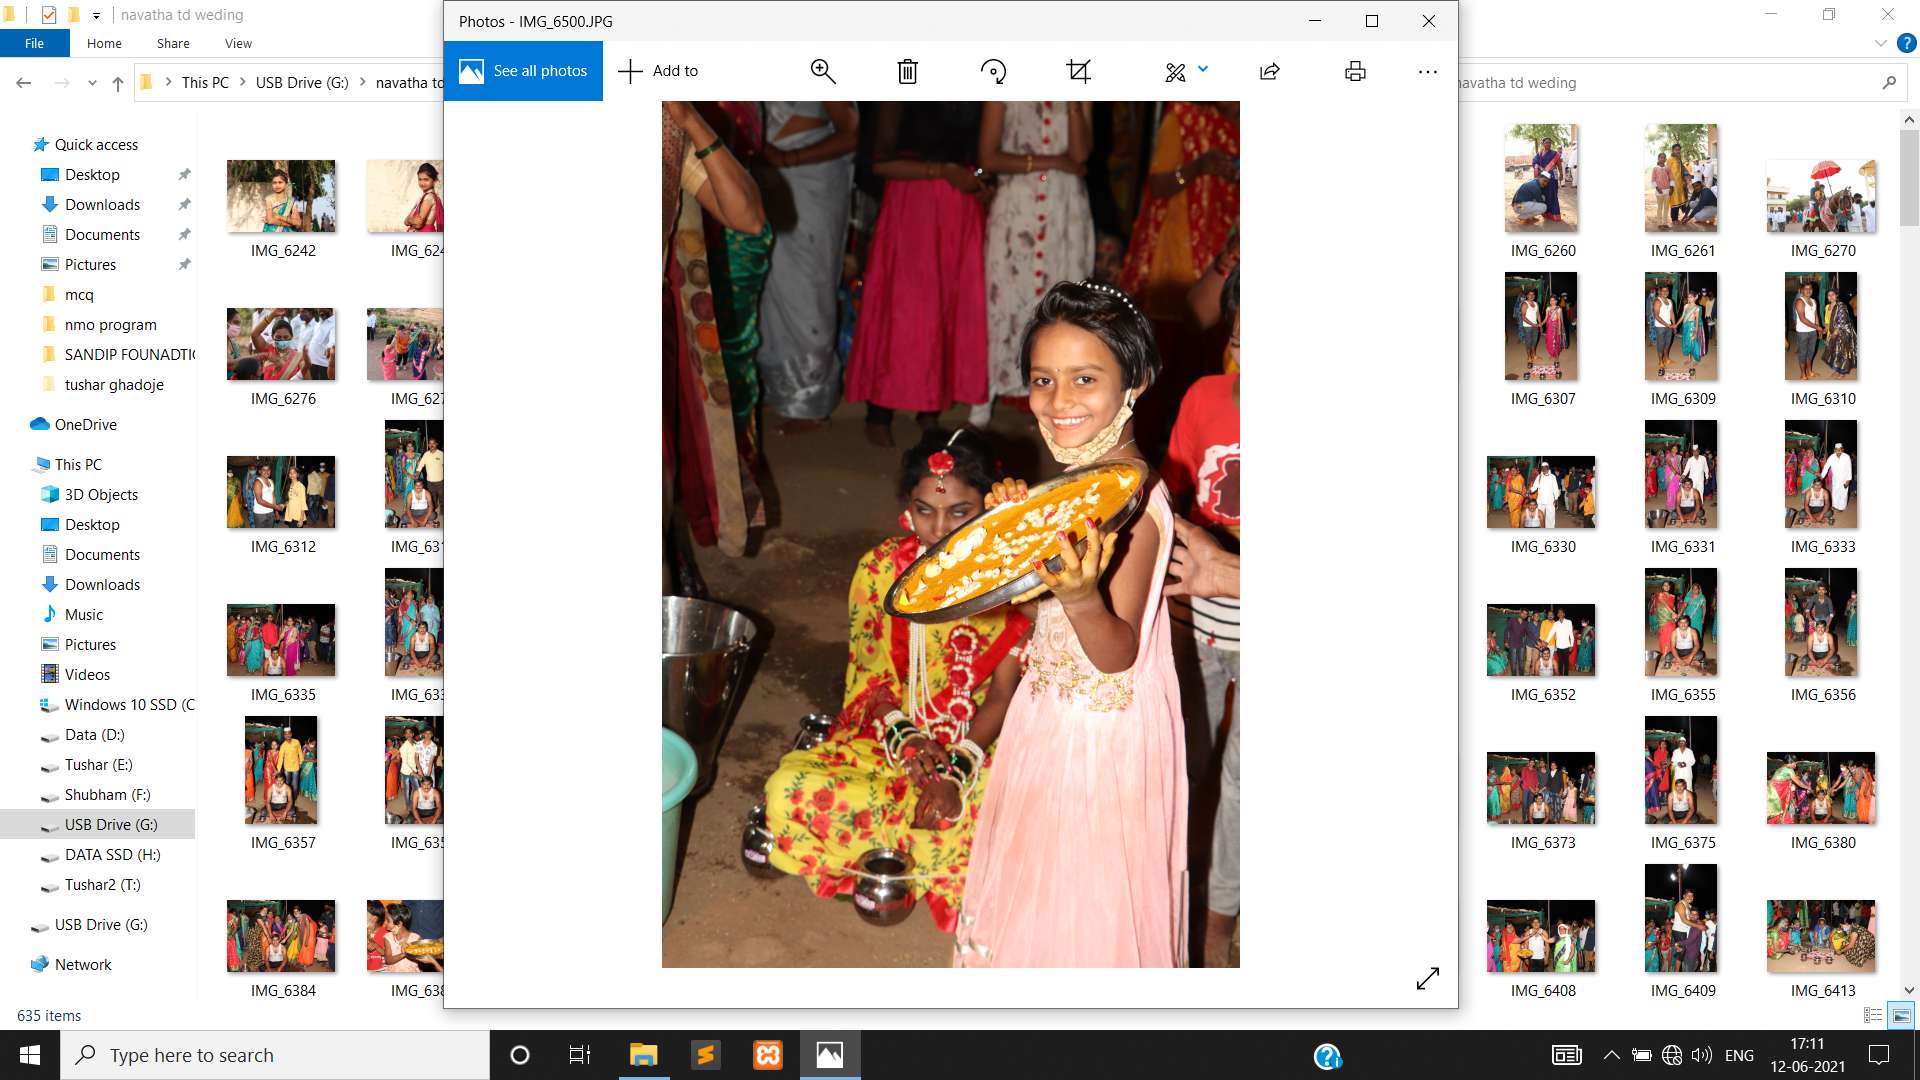 navatha td weding
File Home Share View
This PC USB Drive (G:) navatha td
navatha td weding
Photos - IMG_6500.JPG
See all photos Add to
Quick access
Desktop
Downloads
Documents
Pictures
mcq
nmo program
SANDIP FOUNADTIC
tushar ghadoje
OneDrive
This PC
3D Objects
Desktop
Documents
Downloads
Music
Pictures
Videos
Windows 10 SSD (C
Data (D:)
Tushar (E:)
Shubham (F:)
USB Drive (G:)
DATA SSD (H:)
Tushar2 (T:)
USB Drive (G:)
Network
IMG_6242 IMG_624 IMG_6260 IMG_6261 IMG_6270
IMG_6276 IMG_627 IMG_6307 IMG_6309 IMG_6310
IMG_6312 IMG_631 IMG_6330 IMG_6331 IMG_6333
IMG_6335 IMG_633 IMG_6352 IMG_6355 IMG_6356
IMG_6357 IMG_635 IMG_6373 IMG_6375 IMG_6380
IMG_6384 IMG_638 IMG_6408 IMG_6409 IMG_6413
635 items
Type here to search
ENG
17:11
12-06-2021